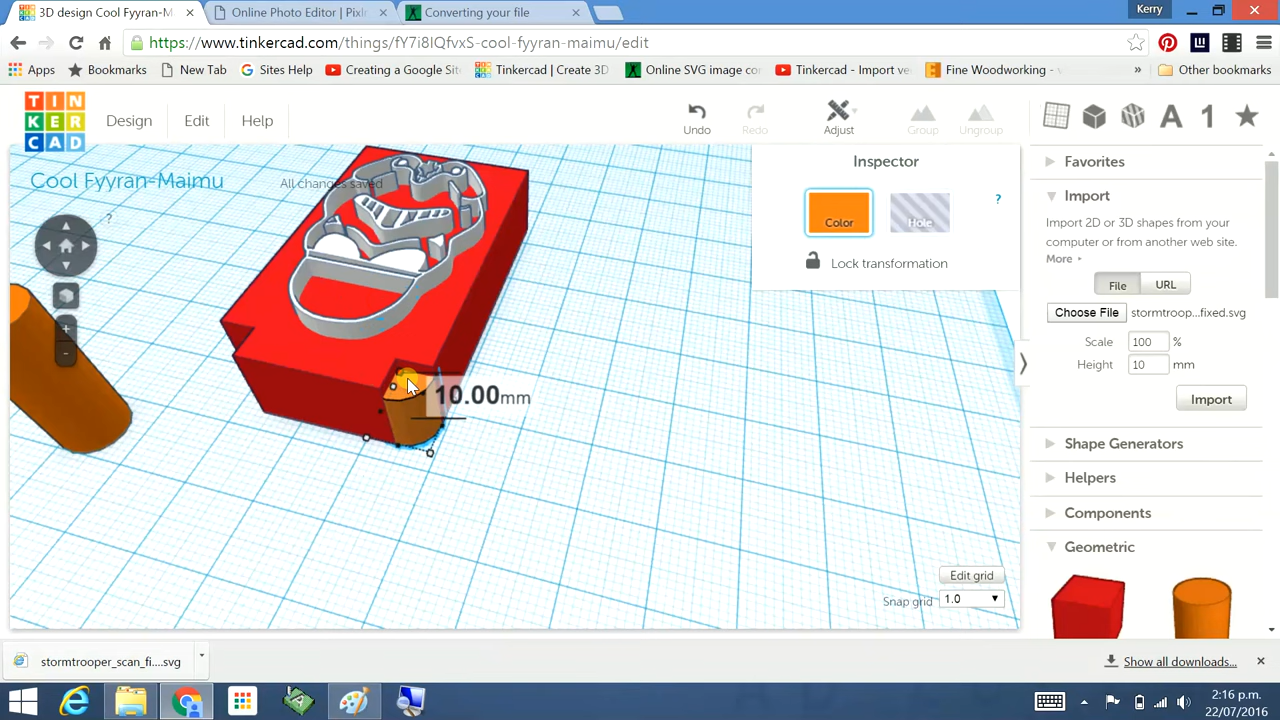 3D design Cool Fyyran-M
Online Photo Editor | Pixlr
Converting your file
Kerry
https://www.tinkercad.com/things/fY7i8IQfvxS-cool-fyyran-maimu/edit
Apps
Bookmarks
New Tab
Sites Help
Creating a Google Si
Tinkercad | Create 3D
Online SVG image co
Tinkercad - Import ve
Fine Woodworking -
»
Other bookmarks
TIN
KER
CAD
Design
Edit
Help
Undo
Redo
Adjust
Group
Ungroup
A
1
Cool Fyyran-Maimu
All changes saved
?
+
-
10.00mm
Inspector
Color
Hole
?
Lock transformation
Edit grid
Snap grid 1.0
Favorites
Import
Import 2D or 3D shapes from your
computer or from another web site.
More
File
URL
Choose File stormtroop...fixed.svg
Scale 100 %
Height 10 mm
Import
Shape Generators
Helpers
Components
Geometric
stormtrooper_scan_fi....svg
Show all downloads...
2:16 p.m.
22/07/2016